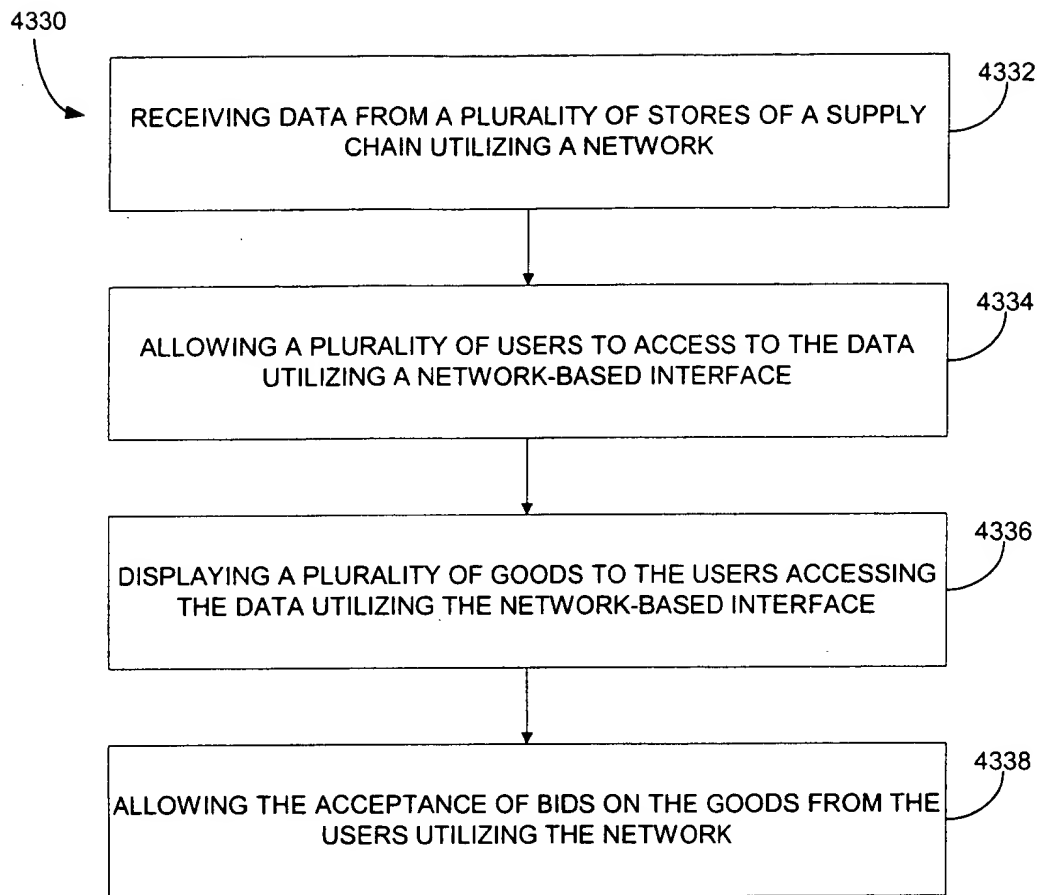 4330
4332
RECEIVING DATA FROM A PLURALITY OF STORES OF A SUPPLY
CHAIN UTILIZING A NETWORK
4334
ALLOWING A PLURALITY OF USERS TO ACCESS TO THE DATA
UTILIZING A NETWORK-BASED INTERFACE
4336
DISPLAYING A PLURALITY OF GOODS TO THE USERS ACCESSING
THE DATA UTILIZING THE NETWORK-BASED INTERFACE
4338
ALLOWING THE ACCEPTANCE OF BIDS ON THE GOODS FROM THE
USERS UTILIZING THE NETWORK